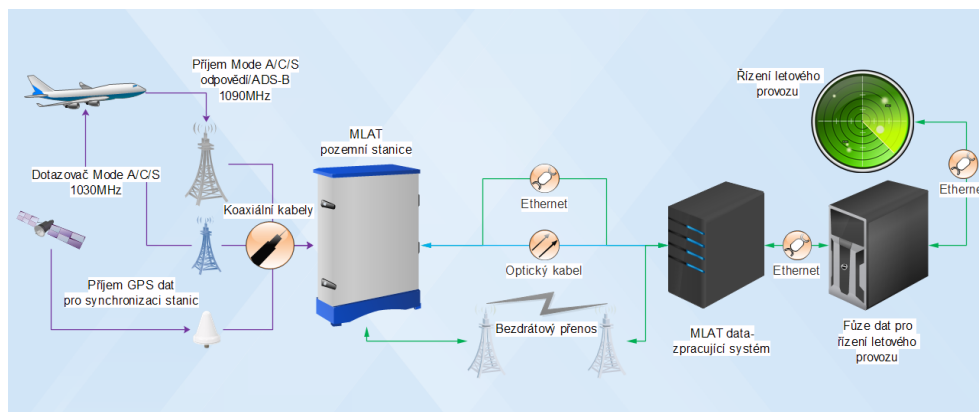 Příjem Mode A/C/S
odpovědí/ADS-B
1090MHz
Řízení letového
provozu
MLAT
pozemní stanice
Dotazovač Mode A/C/S
1030MHz
Ethernet
Ethernet
Koaxiální kabely
Optický kabel
Ethernet
Příjem GPS dat
pro synchronizaci stanic
Bezdrátový přenos
MLAT data-
zpracující systém
Fůze dat pro
řízení letového
provozu